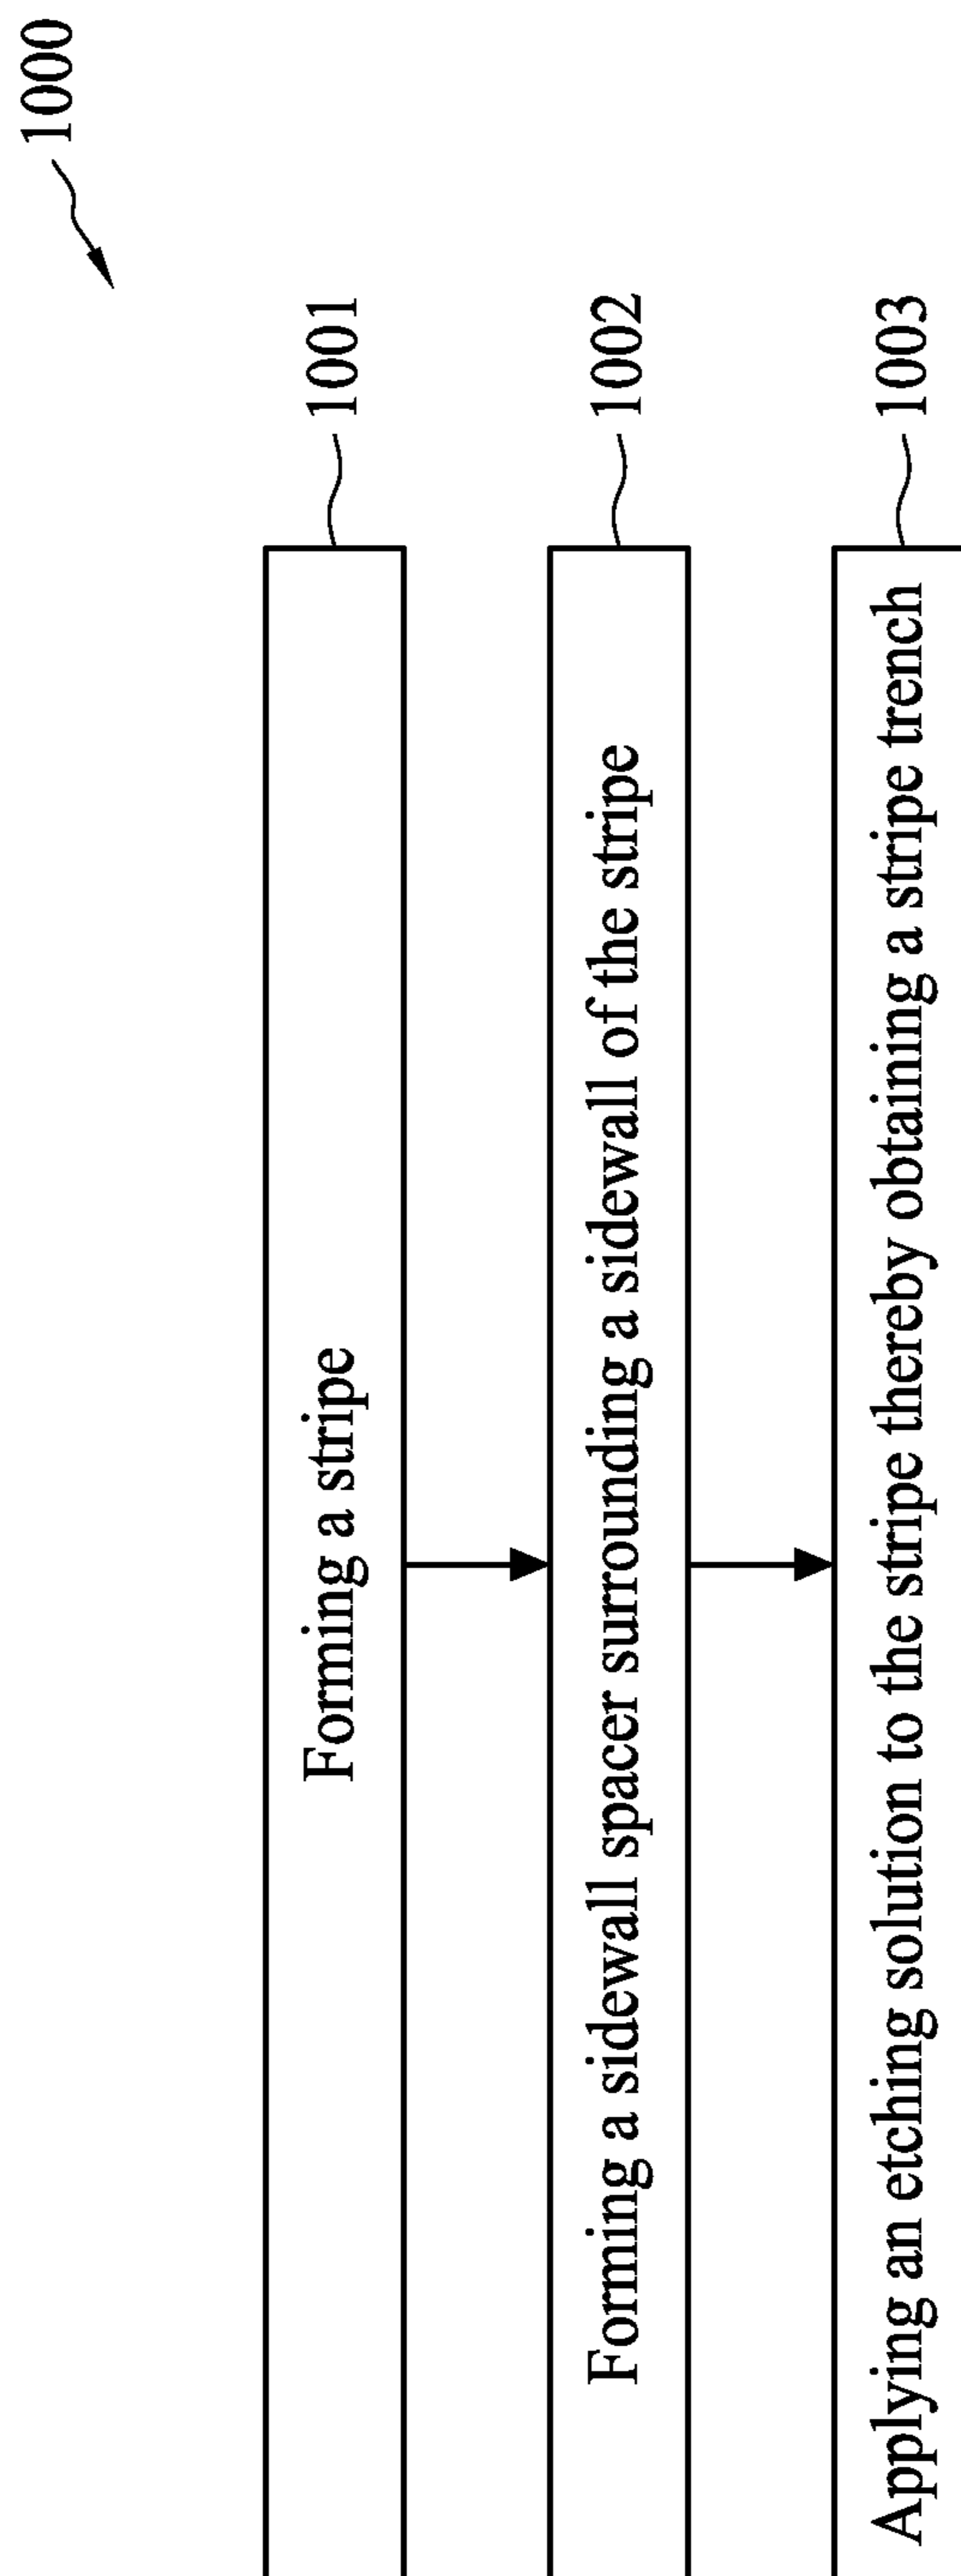 1000
Forming a stripe
1001
Forming a sidewall spacer surrounding a sidewall of the stripe
1002
Applying an etching solution to the stripe thereby obtaining a stripe trench
1003